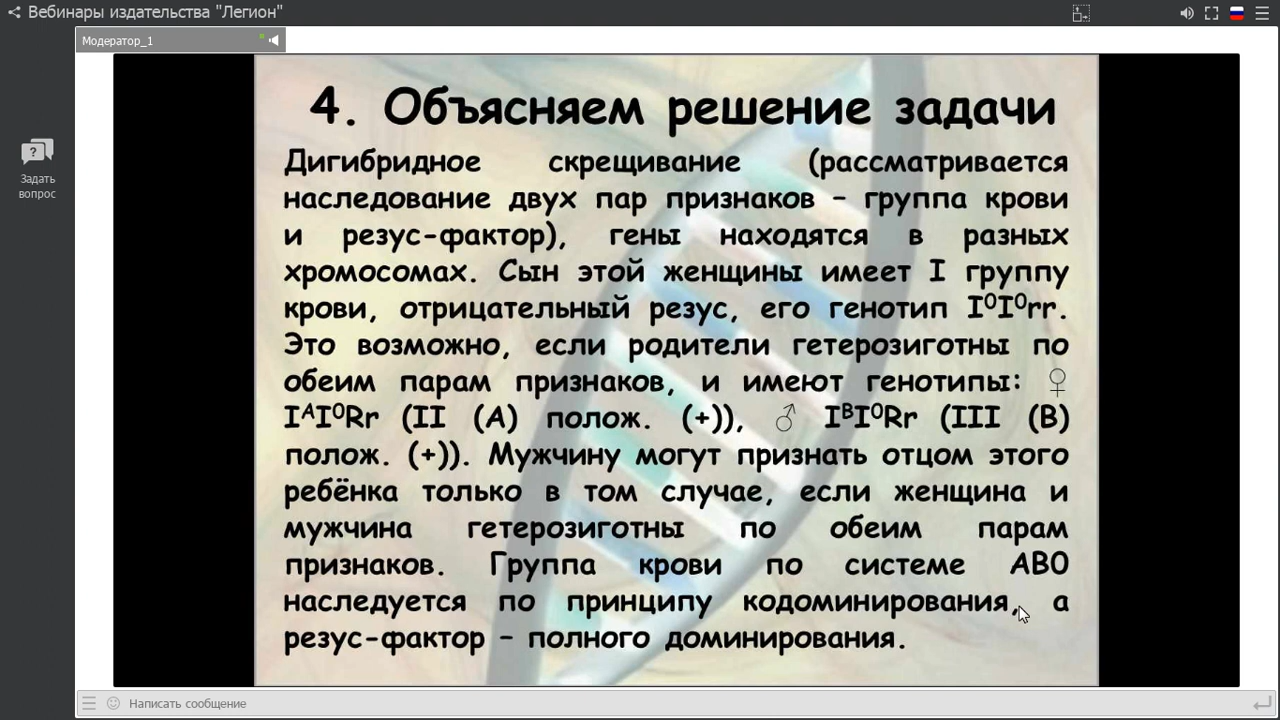 Вебинары издательства "Легион"
Модератор_1
Задать
вопрос
4. Объясняем решение задачи
Дигибридное скрещивание (рассматривается
наследование двух пар признаков – группа крови
и резус-фактор), гены находятся в разных
хромосомах. Сын этой женщины имеет I группу
крови, отрицательный резус, его генотип I⁰I⁰rr.
Это возможно, если родители гетерозиготны по
обеим парам признаков, и имеют генотипы: ♀
IᴬI⁰Rr (II (A) полож. (+)), ♂ IᴮI⁰Rr (III (B)
полож. (+)). Мужчину могут признать отцом этого
ребёнка только в том случае, если женщина и
мужчина гетерозиготны по обеим парам
признаков. Группа крови по системе АВ0
наследуется по принципу кодоминирования, а
резус-фактор – полного доминирования.
Написать сообщение